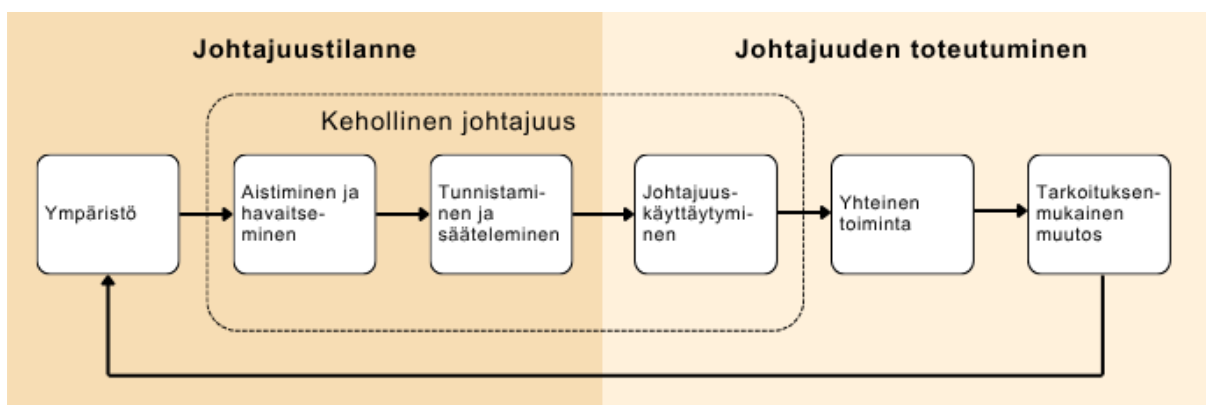 Johtajuustilanne
Johtajuuden toteutuminen
Kehollinen johtajuus
Ympäristö
Aistiminen ja
havaitse-
minen
Tunnistami-
nen ja
sääteleminen
Johtajuus-
käyttäytymi-
nen
Yhteinen
toiminta
Tarkoituksen-
mukainen
muutos